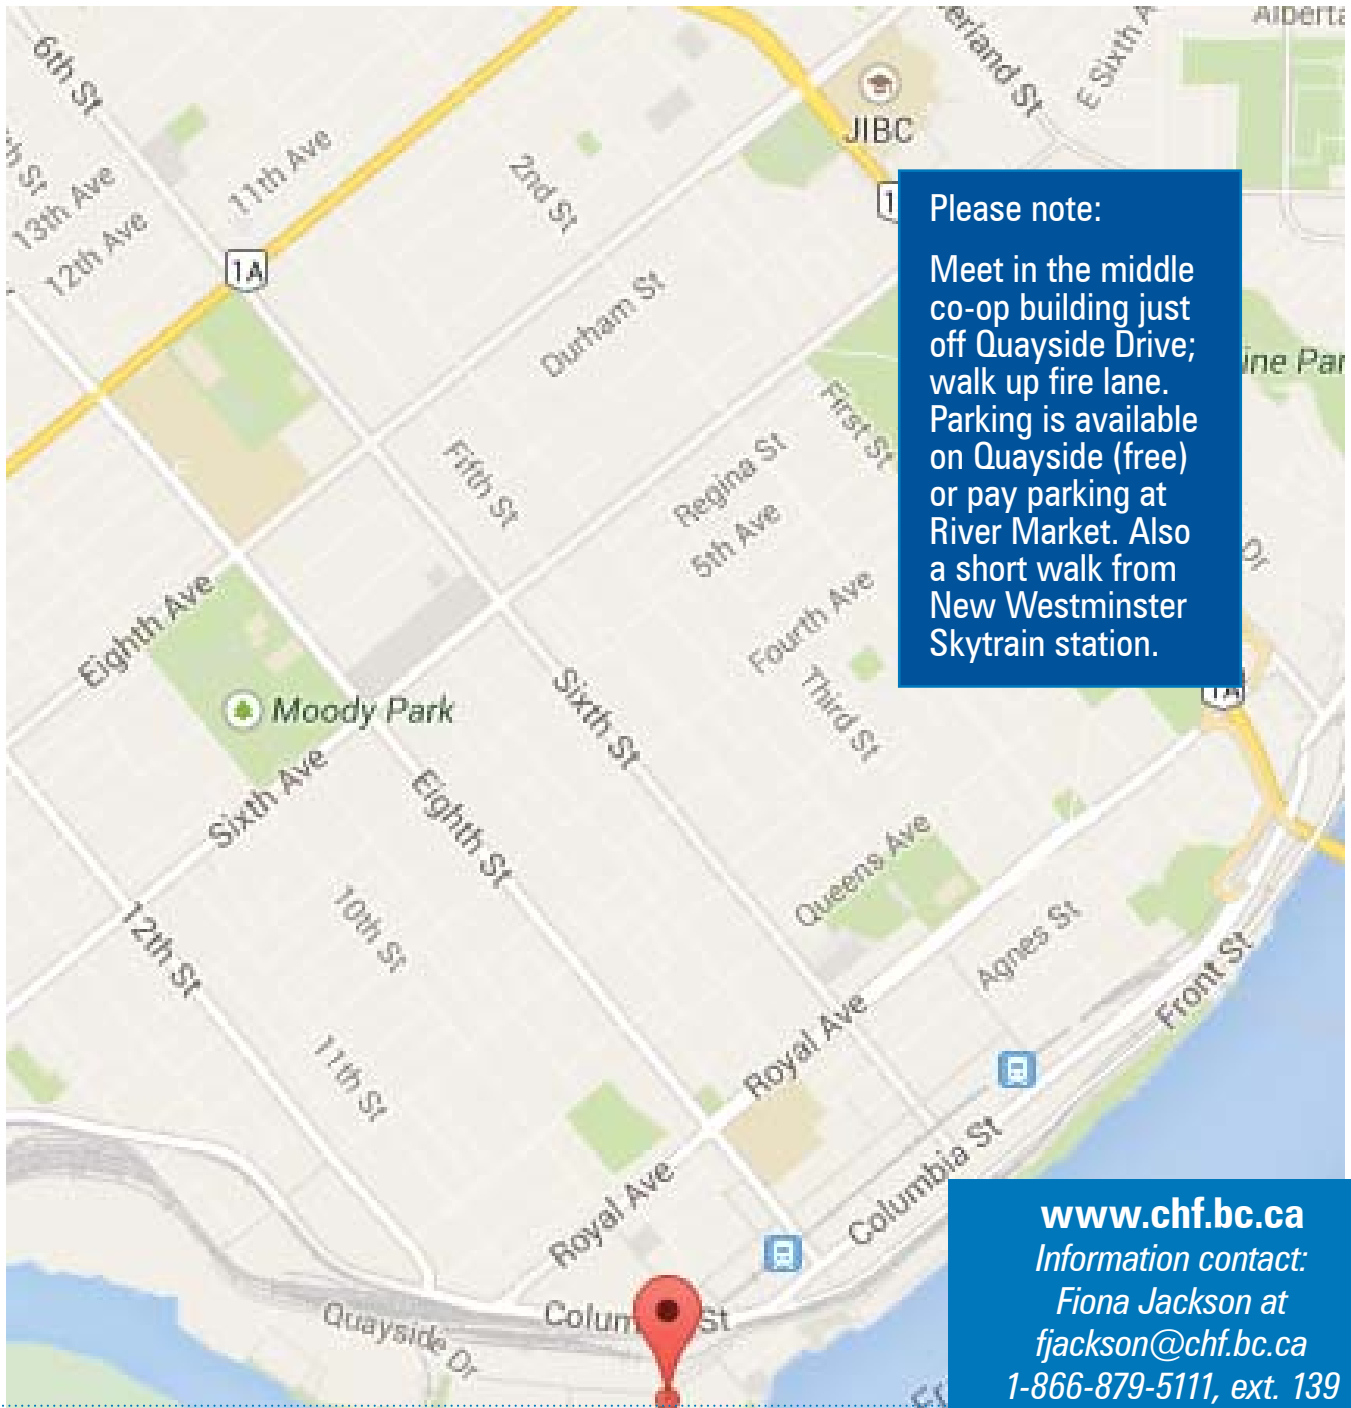 6th St
11th Ave
13th Ave
12th Ave
1A
2nd St
Durham St
JIBC
E Sixth A
Alberta
Please note:
Meet in the middle
co-op building just
off Quayside Drive;
walk up fire lane.
Parking is available
on Quayside (free)
or pay parking at
River Market. Also
a short walk from
New Westminster
Skytrain station.
First St
Fifth St
Regina St
5th Ave
Fourth Ave
Third St
Eighth Ave
Moody Park
Sixth St
Sixth Ave
Eighth St
1A
Queens Ave
10th St
12th St
Agnes St
Front St
11th St
Royal Ave
Royal Ave
Columbia St
Quayside Dr
Colum St
www.chf.bc.ca
Information contact:
Fiona Jackson at
fjackson@chf.bc.ca
1-866-879-5111, ext. 139